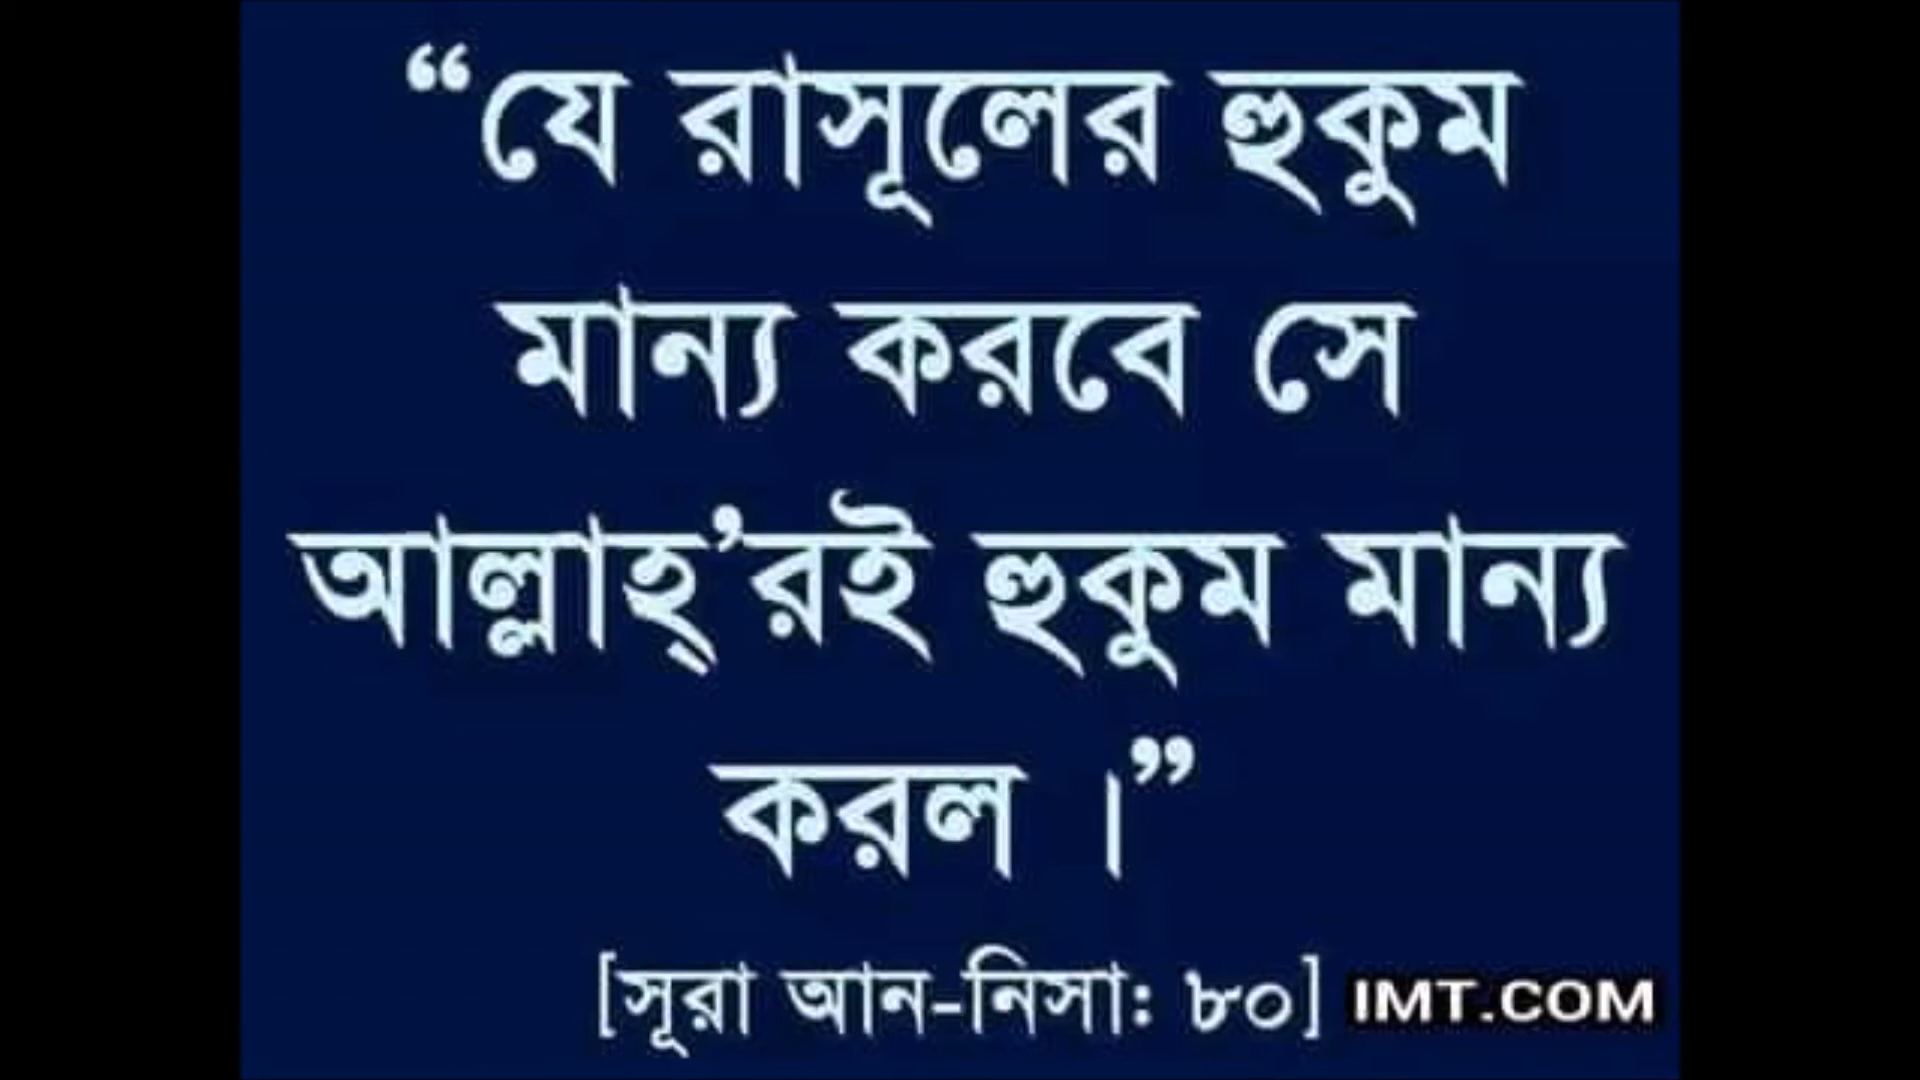 “যে রাসূলের হুকুম
মান্য করবে সে
আল্লাহ্’রই হুকুম মান্য
করল ।”
[সূরা আন-নিসাঃ ৮০] IMT.COM